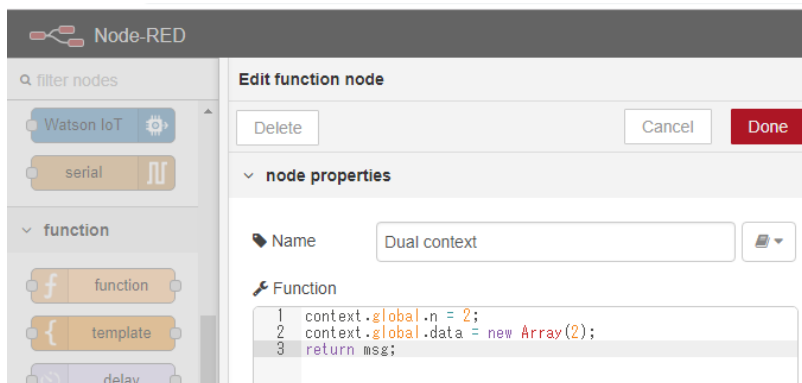 Node-RED
filter nodes
Edit function node
Watson IoT
Delete
Cancel
Done
serial
node properties
function
Name
Dual context
Function
function
1 context.global.n = 2;
2 context.global.data = new Array(2);
3 return msg;
template
delay